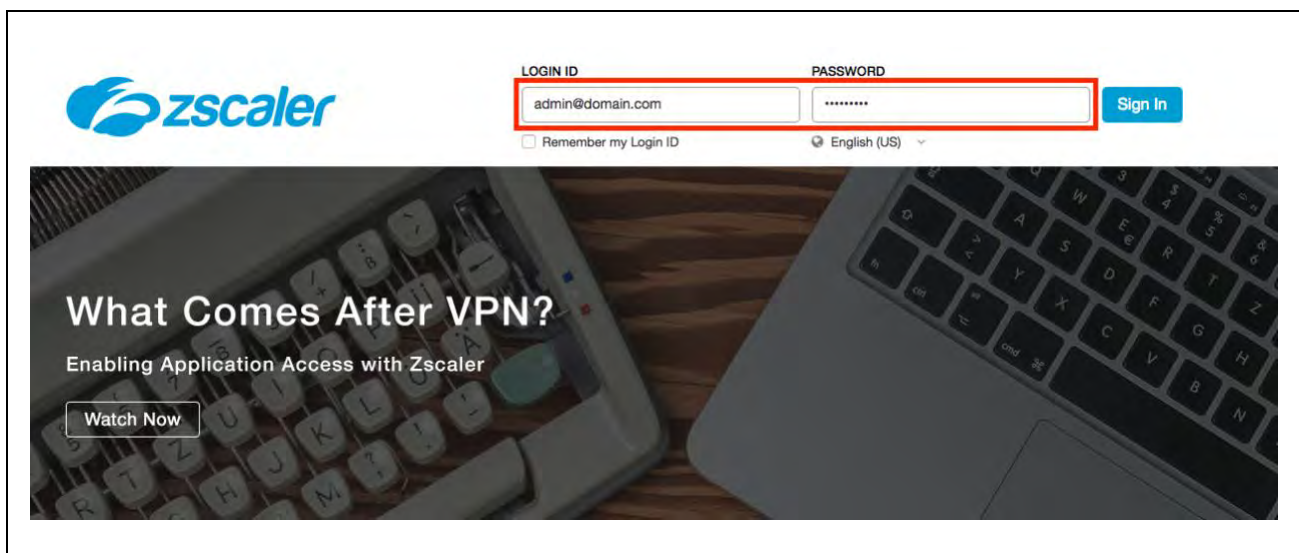 zscaler
LOGIN ID
PASSWORD
admin@domain.com
•••••••••
Sign In
Remember my Login ID
English (US)
What Comes After VPN?
Enabling Application Access with Zscaler
Watch Now